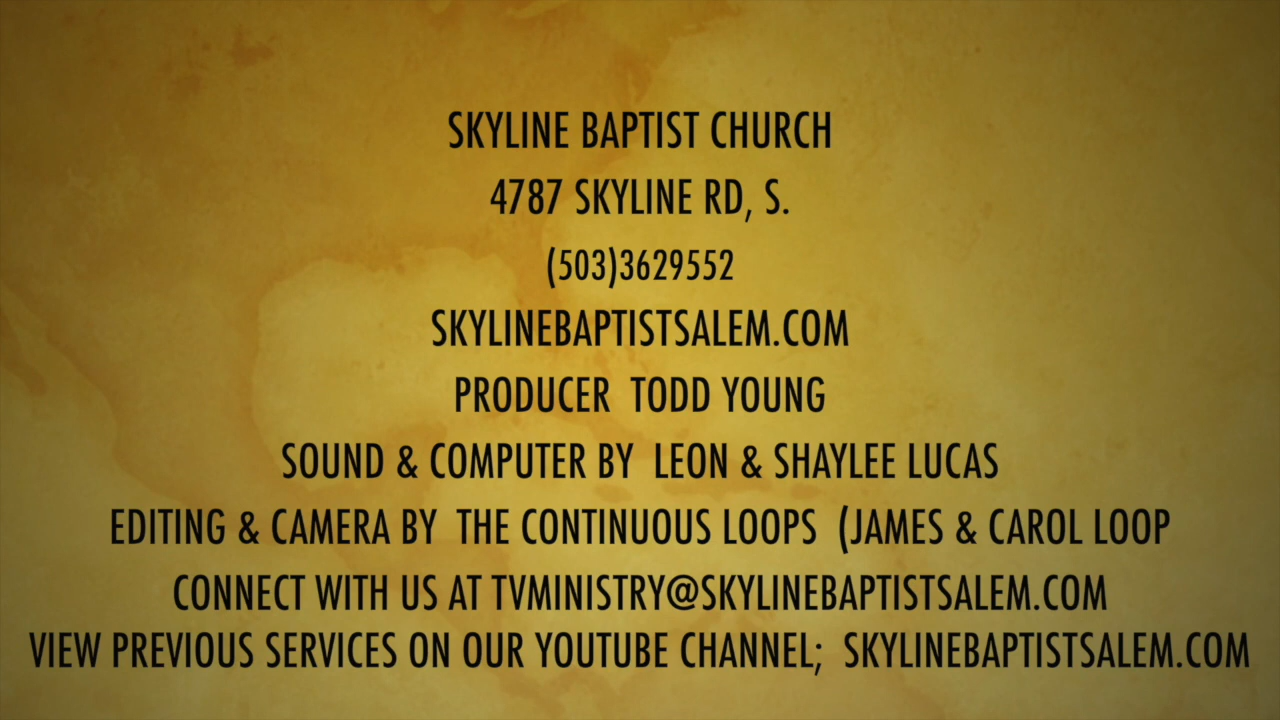 SKYLINE BAPTIST CHURCH
4787 SKYLINE RD, S.
(503)3629552
SKYLINEBAPTISTSALEM.COM
PRODUCER  TODD YOUNG
SOUND & COMPUTER BY  LEON & SHAYLEE LUCAS
EDITING & CAMERA BY  THE CONTINUOUS LOOPS  (JAMES & CAROL LOOP
CONNECT WITH US AT TVMINISTRY@SKYLINEBAPTISTSALEM.COM
VIEW PREVIOUS SERVICES ON OUR YOUTUBE CHANNEL;  SKYLINEBAPTISTSALEM.COM